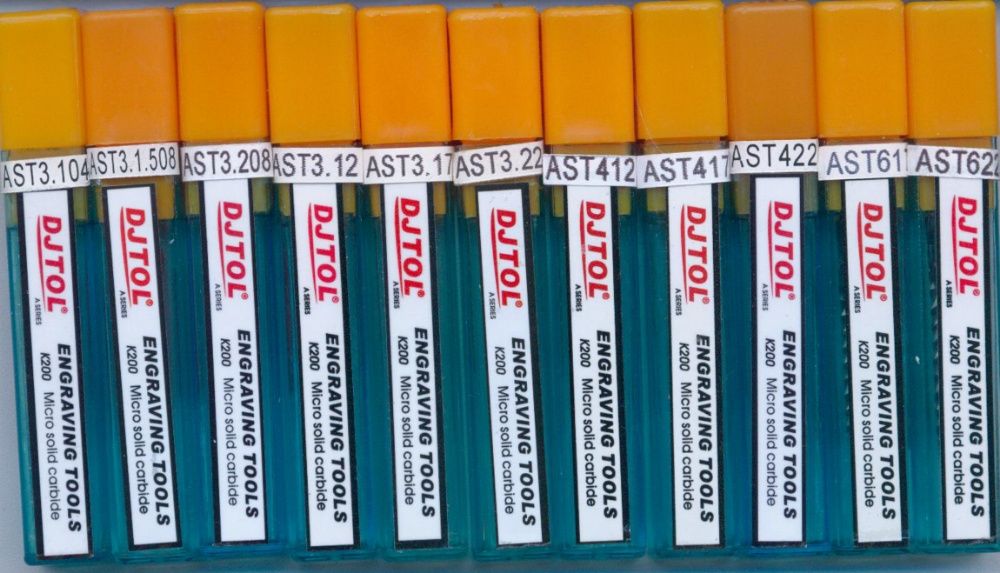 AST3.104
AST3.1.508
AST3.208
AST3.12
AST3.17
AST3.22
AST412
AST417
AST422
AST611
AST622
DJTOL®
A SERIES
ENGRAVING TOOLS
K200 Micro solid carbide
DJTOL®
A SERIES
ENGRAVING TOOLS
K200 Micro solid carbide
DJTOL®
A SERIES
ENGRAVING TOOLS
K200 Micro solid carbide
DJTOL®
A SERIES
ENGRAVING TOOLS
K200 Micro solid carbide
DJTOL®
A SERIES
ENGRAVING TOOLS
K200 Micro solid carbide
DJTOL®
A SERIES
ENGRAVING TOOLS
K200 Micro solid carbide
DJTOL®
A SERIES
ENGRAVING TOOLS
K200 Micro solid carbide
DJTOL®
A SERIES
ENGRAVING TOOLS
K200 Micro solid carbide
DJTOL®
A SERIES
ENGRAVING TOOLS
K200 Micro solid carbide
DJTOL®
A SERIES
ENGRAVING TOOLS
K200 Micro solid carbide
DJTOL®
A SERIES
ENGRAVING TOOLS
K200 Micro solid carbide